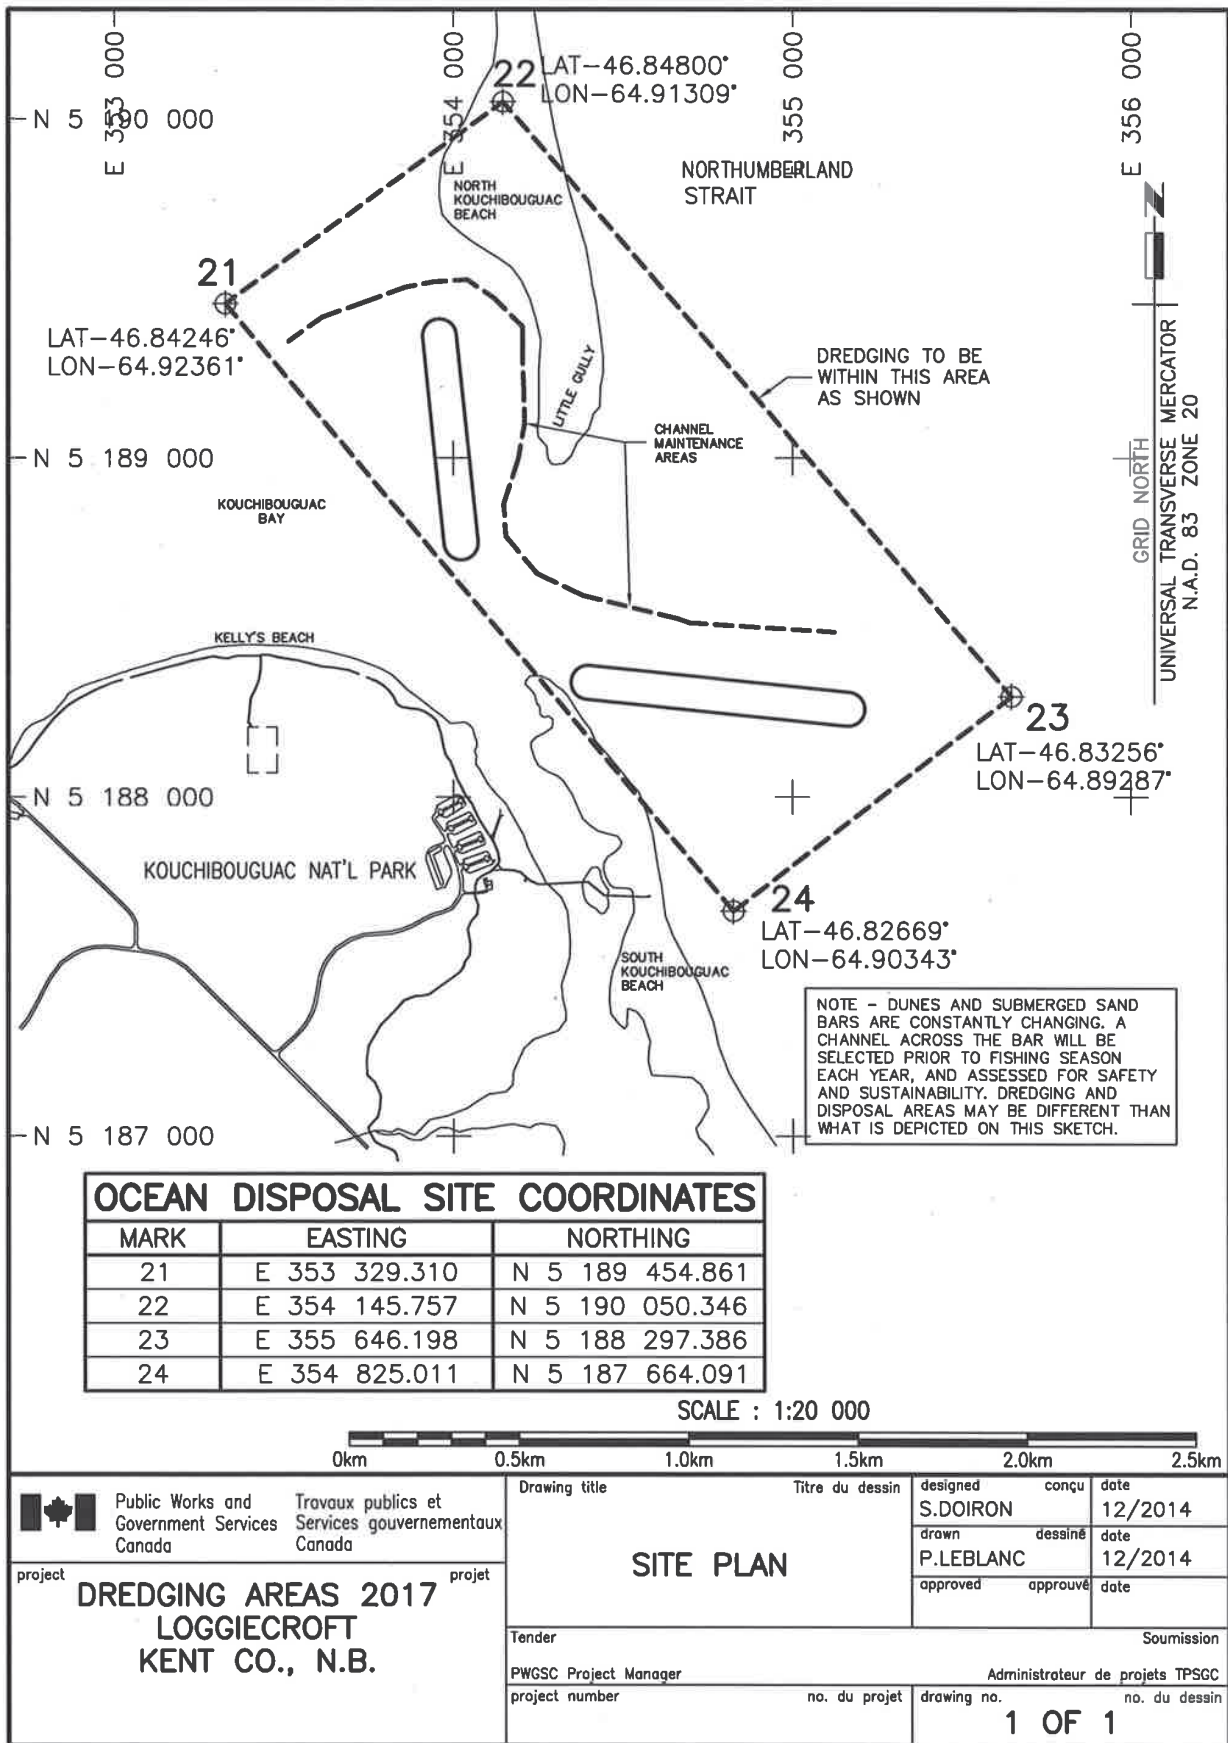 E 353 000
E 354 000
355 000
E 356 000
N 5 190 000
22
LAT-46.84800°
LON-64.91309°
NORTHUMBERLAND
STRAIT
NORTH
KOUCHIBOUGUAC
BEACH
21
LAT-46.84246°
LON-64.92361°
LITTLE GULLY
DREDGING TO BE
WITHIN THIS AREA
AS SHOWN
CHANNEL
MAINTENANCE
AREAS
GRID NORTH
UNIVERSAL TRANSVERSE MERCATOR
N.A.D. 83 ZONE 20
N 5 189 000
KOUCHIBOUGUAC
BAY
KELLY'S BEACH
23
LAT-46.83256°
LON-64.89287°
N 5 188 000
KOUCHIBOUGUAC NAT'L PARK
24
LAT-46.82669°
LON-64.90343°
SOUTH
KOUCHIBOUGUAC
BEACH
NOTE - DUNES AND SUBMERGED SAND
BARS ARE CONSTANTLY CHANGING. A
CHANNEL ACROSS THE BAR WILL BE
SELECTED PRIOR TO FISHING SEASON
EACH YEAR, AND ASSESSED FOR SAFETY
AND SUSTAINABILITY. DREDGING AND
DISPOSAL AREAS MAY BE DIFFERENT THAN
WHAT IS DEPICTED ON THIS SKETCH.
N 5 187 000
OCEAN DISPOSAL SITE COORDINATES
MARK EASTING NORTHING
21 E 353 329.310 N 5 189 454.861
22 E 354 145.757 N 5 190 050.346
23 E 355 646.198 N 5 188 297.386
24 E 354 825.011 N 5 187 664.091
SCALE : 1:20 000
0km 0.5km 1.0km 1.5km 2.0km 2.5km
Public Works and
Government Services
Canada
Travaux publics et
Services gouvernementaux
Canada
project projet
DREDGING AREAS 2017
LOGGIECROFT
KENT CO., N.B.
Drawing title Titre du dessin
SITE PLAN
designed conçu date
S.DOIRON 12/2014
drawn dessiné date
P.LEBLANC 12/2014
approved approuvé date
Tender Soumission
PWGSC Project Manager Administrateur de projets TPSGC
project number no. du projet
drawing no. no. du dessin
1 OF 1